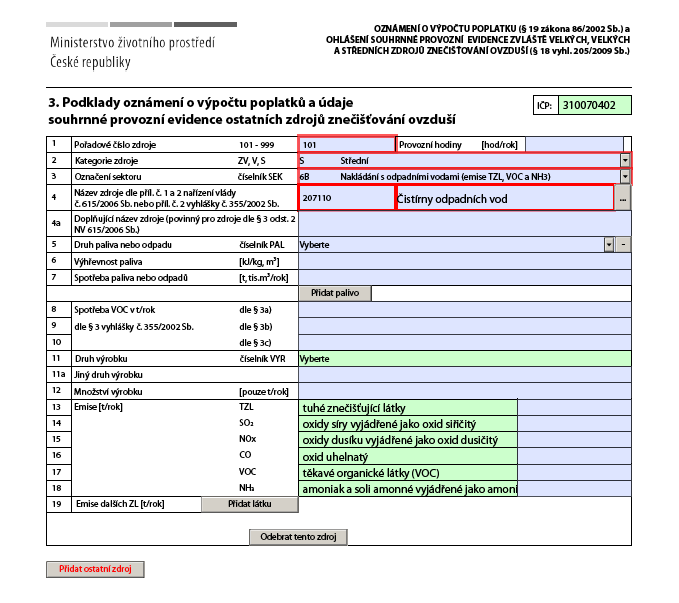 Ministerstvo životního prostředí
České republiky
OZNÁMENÍ O VÝPOČTU POPLATKU (§ 19 zákona 86/2002 Sb.) a
OHLÁŠENÍ SOUHRNNÉ PROVOZNÍ EVIDENCE ZVLÁŠTĚ VELKÝCH, VELKÝCH
A STŘEDNÍCH ZDROJŮ ZNEČIŠŤOVÁNÍ OVZDUŠÍ (§ 18 vyhl. 205/2009 Sb.)
3. Podklady oznámení o výpočtu poplatků a údaje
souhrnné provozní evidence ostatních zdrojů znečišťování ovzduší
IČP: 310070402
1 Pořadové číslo zdroje 101 - 999 101 Provozní hodiny [hod/rok]
2 Kategorie zdroje ZV, V, S S Střední
3 Označení sektoru číselník SEK 6B Nakládání s odpadními vodami (emise TZL, VOC a NH3)
4 Název zdroje dle příl. č. 1 a 2 nařízení vlády
č. 615/2006 Sb. nebo příl. č. 2 vyhlášky č. 355/2002 Sb. 207110 Čistírny odpadních vod ...
4a Doplňující název zdroje (povinný pro zdroje dle § 3 odst. 2
NV 615/2006 Sb.)
5 Druh paliva nebo odpadu číselník PAL Vyberte -
6 Výhřevnost paliva [kJ/kg, m³]
7 Spotřeba paliva nebo odpadů [t, tis.m³/rok]
Přidat palivo
8 Spotřeba VOC v t/rok dle § 3a)
9 dle § 3 vyhlášky č. 355/2002 Sb. dle § 3b)
10 dle § 3c)
11 Druh výrobku číselník VYR Vyberte
11a Jiný druh výrobku
12 Množství výrobku [pouze t/rok]
13 Emise [t/rok] TZL tuhé znečišťující látky
14 SO₂ oxidy síry vyjádřené jako oxid siřičitý
15 NOx oxidy dusíku vyjádřené jako oxid dusičitý
16 CO oxid uhelnatý
17 VOC těkavé organické látky (VOC)
18 NH₃ amoniak a soli amonné vyjádřené jako amoni
19 Emise dalších ZL [t/rok] Přidat látku
Odebrat tento zdroj
Přidat ostatní zdroj